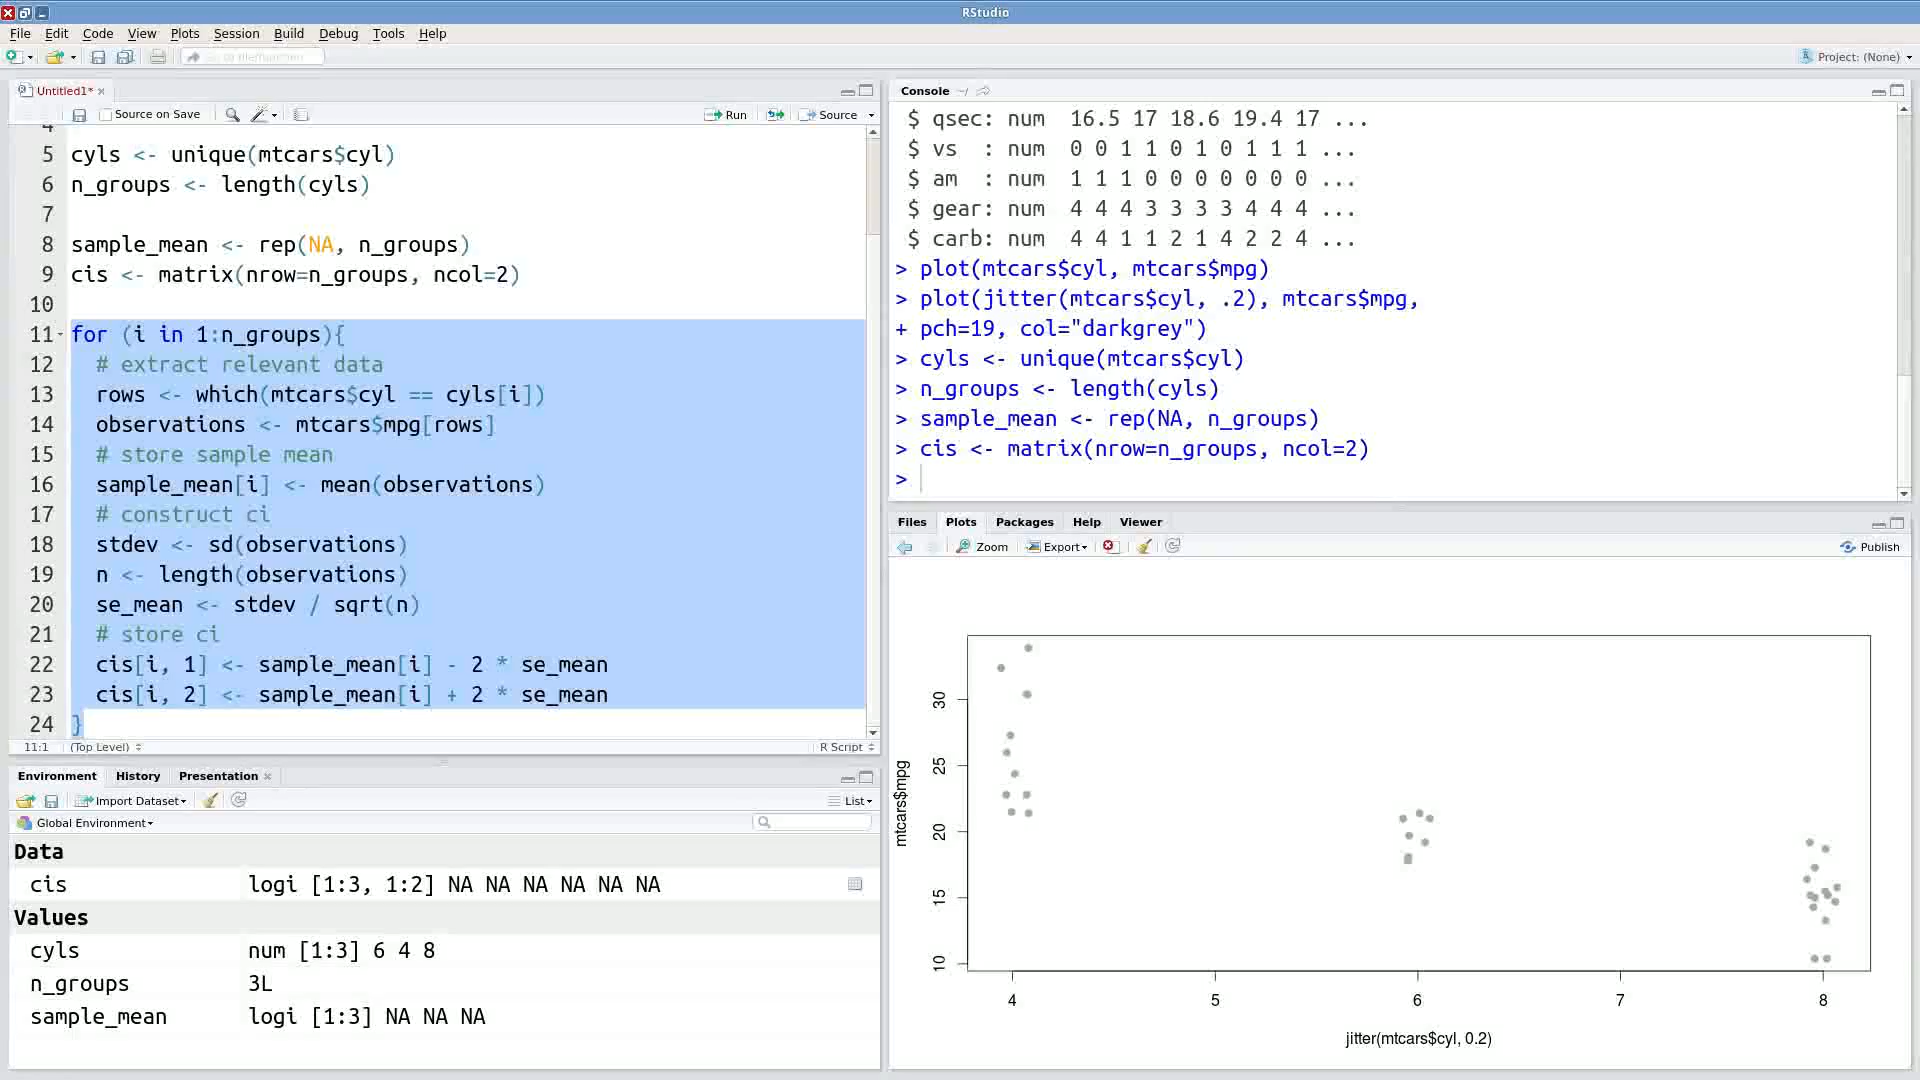 RStudio
File Edit Code View Plots Session Build Debug Tools Help
Project: (None)
Untitled1*
Source on Save Run Source
4
5 cyls <- unique(mtcars$cyl)
6 n_groups <- length(cyls)
7
8 sample_mean <- rep(NA, n_groups)
9 cis <- matrix(nrow=n_groups, ncol=2)
10
11 for (i in 1:n_groups){
12 # extract relevant data
13 rows <- which(mtcars$cyl == cyls[i])
14 observations <- mtcars$mpg[rows]
15 # store sample mean
16 sample_mean[i] <- mean(observations)
17 # construct ci
18 stdev <- sd(observations)
19 n <- length(observations)
20 se_mean <- stdev / sqrt(n)
21 # store ci
22 cis[i, 1] <- sample_mean[i] - 2 * se_mean
23 cis[i, 2] <- sample_mean[i] + 2 * se_mean
24 }
11:1 (Top Level) R Script
Environment History Presentation
Import Dataset List
Global Environment
Data
cis logi [1:3, 1:2] NA NA NA NA NA NA
Values
cyls num [1:3] 6 4 8
n_groups 3L
sample_mean logi [1:3] NA NA NA
Console ~/
$ qsec: num 16.5 17 18.6 19.4 17 ...
$ vs : num 0 0 1 1 0 1 0 1 1 1 ...
$ am : num 1 1 1 0 0 0 0 0 0 0 ...
$ gear: num 4 4 4 3 3 3 3 4 4 4 ...
$ carb: num 4 4 1 1 2 1 4 2 2 4 ...
> plot(mtcars$cyl, mtcars$mpg)
> plot(jitter(mtcars$cyl, .2), mtcars$mpg,
+ pch=19, col="darkgrey")
> cyls <- unique(mtcars$cyl)
> n_groups <- length(cyls)
> sample_mean <- rep(NA, n_groups)
> cis <- matrix(nrow=n_groups, ncol=2)
>
Files Plots Packages Help Viewer
Zoom Export Publish
mtcars$mpg
30
25
20
15
10
4 5 6 7 8
jitter(mtcars$cyl, 0.2)